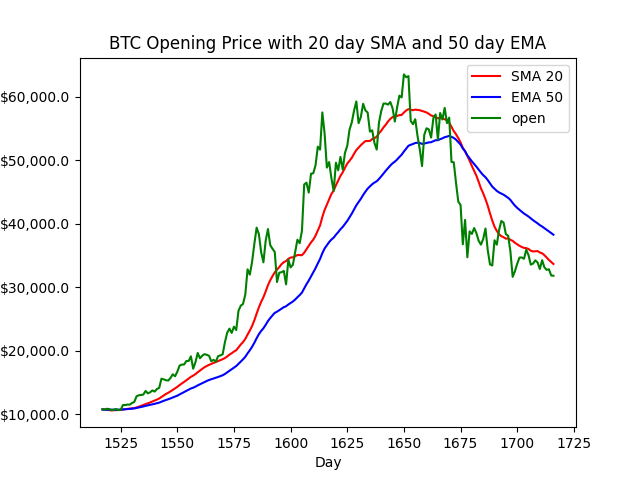 BTC Opening Price with 20 day SMA and 50 day EMA
SMA 20
EMA 50
open
$60,000.0
$50,000.0
$40,000.0
$30,000.0
$20,000.0
$10,000.0
1525 1550 1575 1600 1625 1650 1675 1700 1725
Day